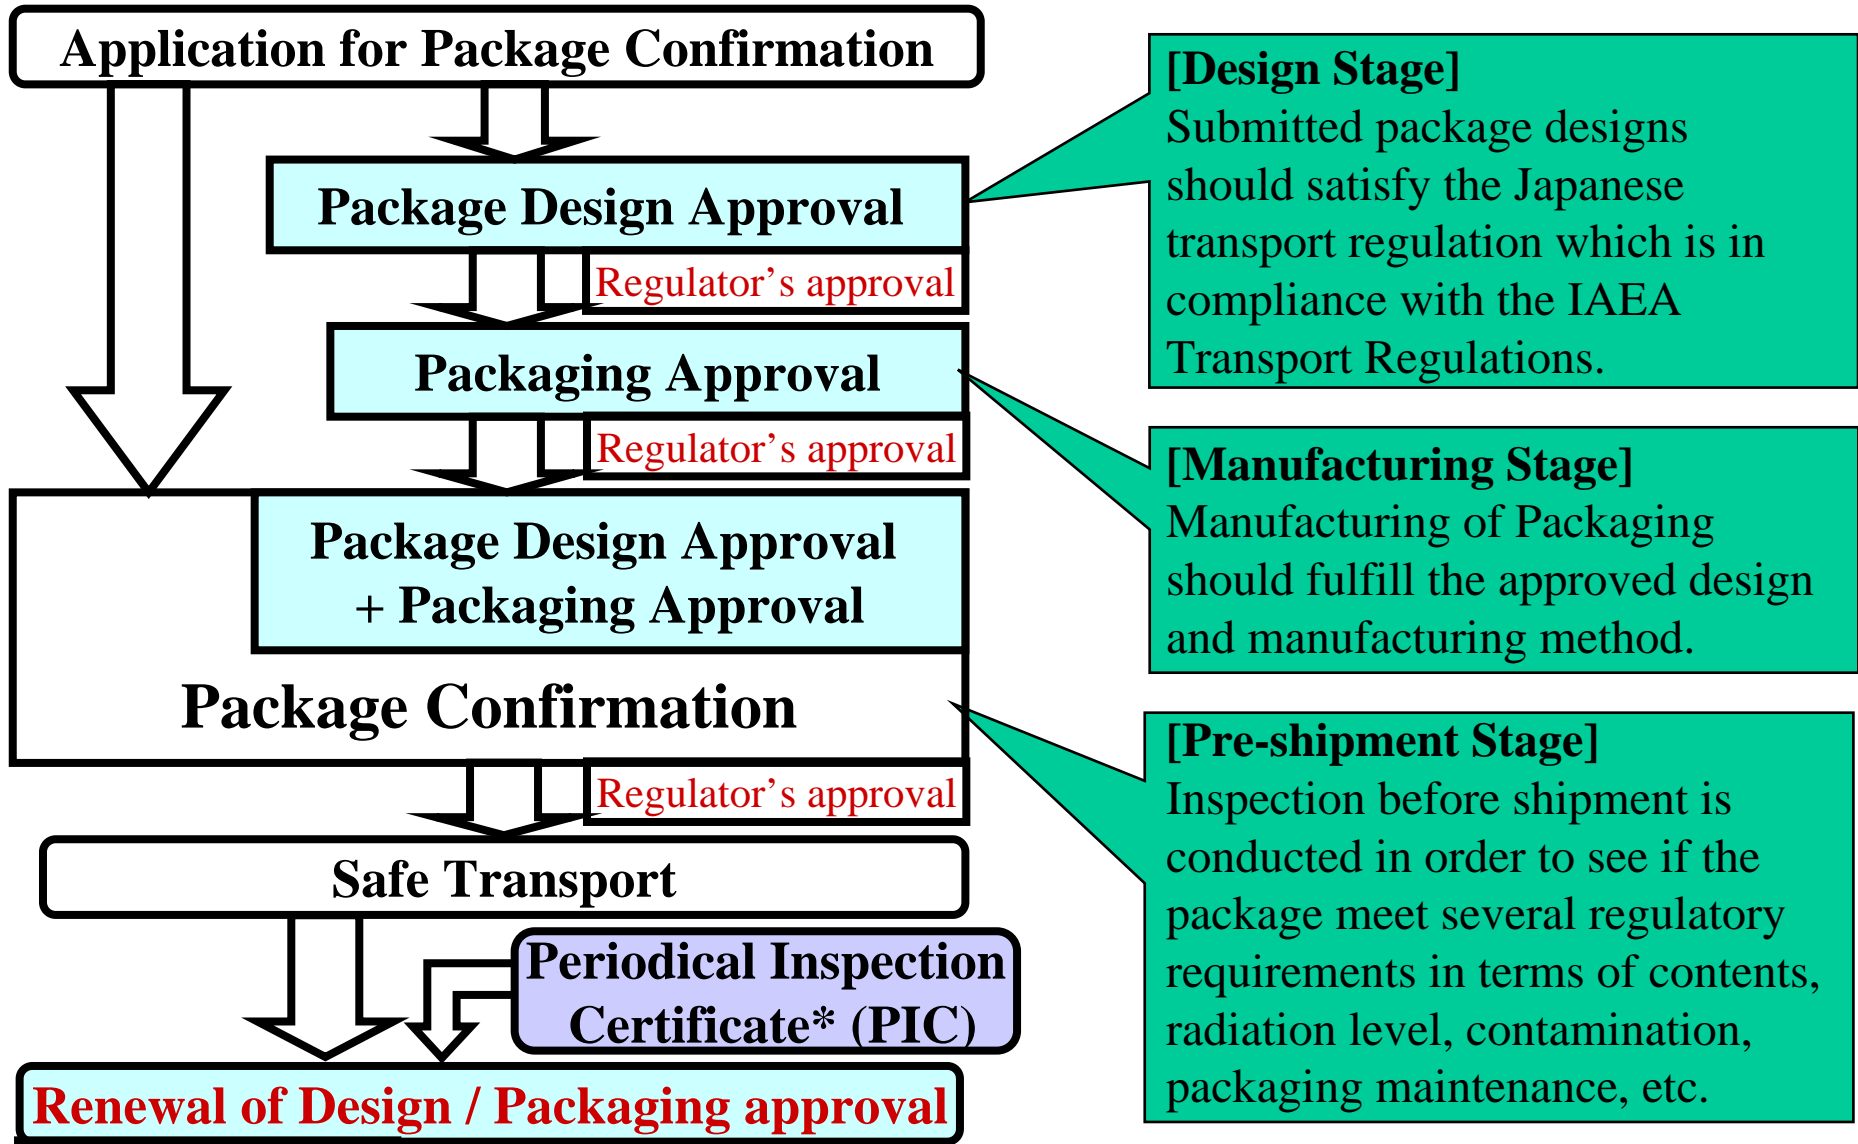 Application for Package Confirmation
Package Design Approval
Regulator's approval
Packaging Approval
Regulator's approval
Package Design Approval
+ Packaging Approval
Package Confirmation
Regulator's approval
Safe Transport
Periodical Inspection
Certificate* (PIC)
Renewal of Design / Packaging approval
[Design Stage]
Submitted package designs
should satisfy the Japanese
transport regulation which is in
compliance with the IAEA
Transport Regulations.
[Manufacturing Stage]
Manufacturing of Packaging
should fulfill the approved design
and manufacturing method.
[Pre-shipment Stage]
Inspection before shipment is
conducted in order to see if the
package meet several regulatory
requirements in terms of contents,
radiation level, contamination,
packaging maintenance, etc.